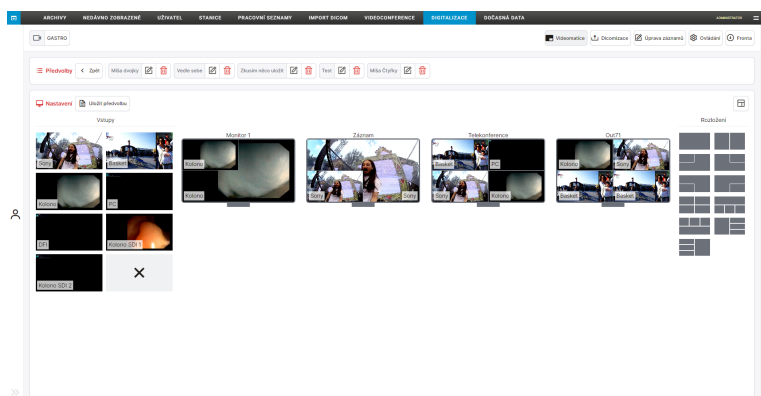 ARCHIVY NEDÁVNO ZOBRAZENÉ UŽIVATEL STANICE PRACOVNÍ SEZNAMY IMPORT DICOM VIDEOCONFERENCE DIGITALIZACE DOČASNÁ DATA ADMINISTRATOR
GASTRO Videomatice Dicomizace Úprava záznamů Ovládání Fronta
Předvolby Zpět Míša dvojky Vedle sebe Zkusím něco uložit Test Míša Čtyřky
Nastavení Uložit předvolbu
Vstupy Rozložení
Monitor 1 Záznam Telekonference Out71
Sony Basket Kolono Basket PC Kolono Sony
Kolono PC Kolono Sony Sony Sony Kolono Basket Basket
DFI Kolono SDI 1
Kolono SDI 2